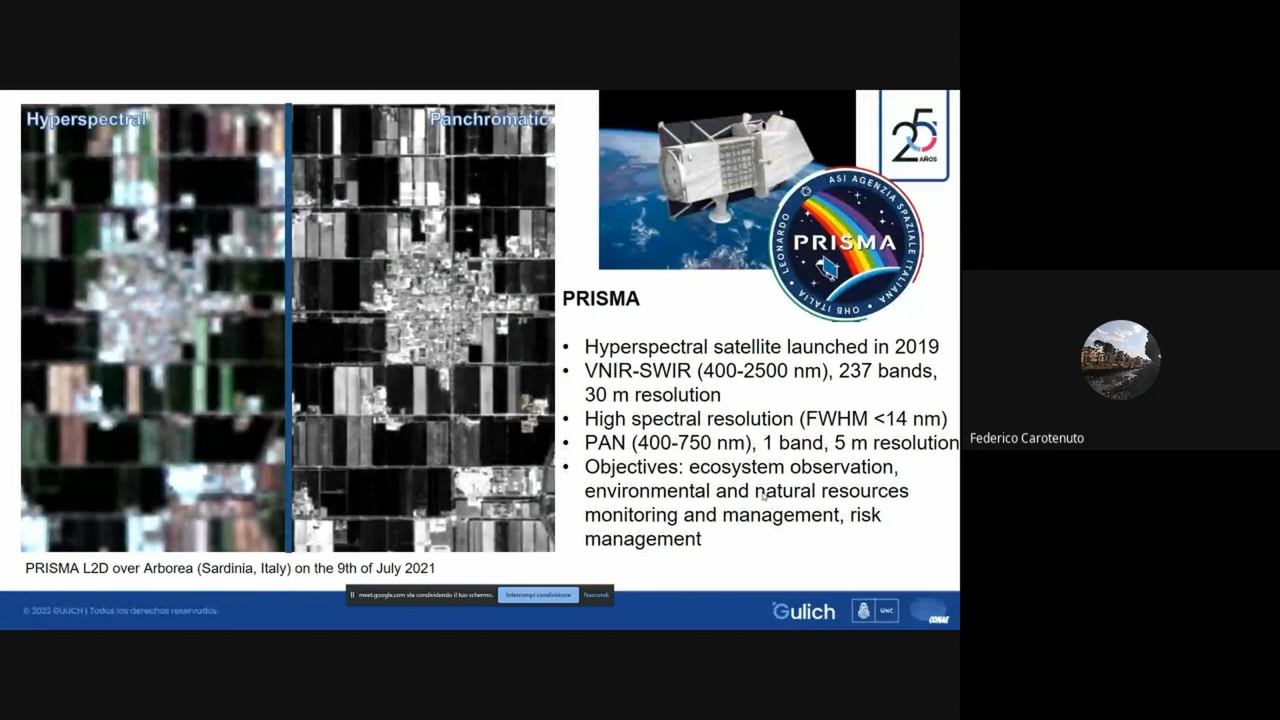 Hyperspectral
Panchromatic
25
AÑOS
ASI AGENZIA SPAZIALE ITALIANA • OHB ITALIA • LEONARDO
PRISMA
PRISMA
• Hyperspectral satellite launched in 2019
• VNIR-SWIR (400-2500 nm), 237 bands,
30 m resolution
• High spectral resolution (FWHM <14 nm)
• PAN (400-750 nm), 1 band, 5 m resolution
• Objectives: ecosystem observation,
environmental and natural resources
monitoring and management, risk
management
Federico Carotenuto
PRISMA L2D over Arborea (Sardinia, Italy) on the 9th of July 2021
meet.google.com sta condividendo il tuo schermo.
Interrompi condivisione
Nascondi
© 2022 GULICH | Todos los derechos reservados.
Gulich
UNC
CONAE